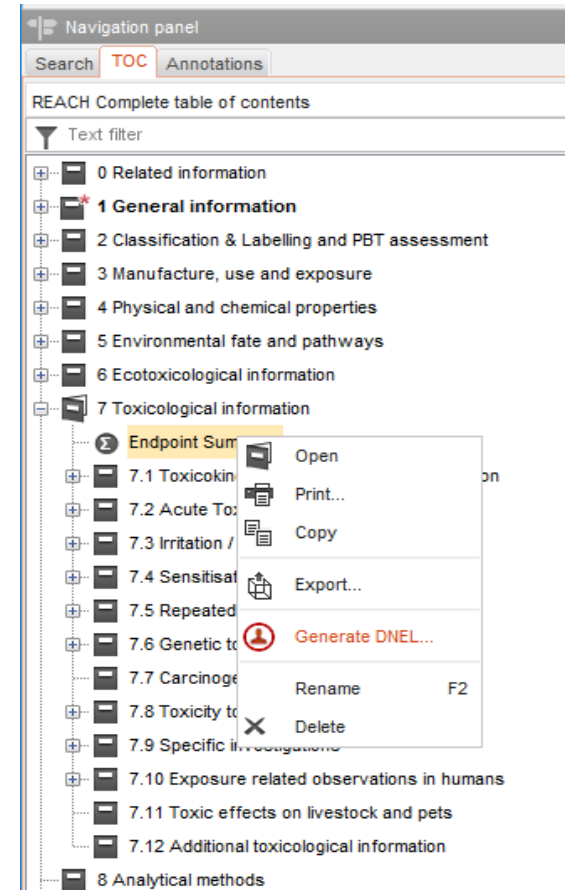 Navigation panel
Search TOC Annotations
REACH Complete table of contents
Text filter
0 Related information
* 1 General information
2 Classification & Labelling and PBT assessment
3 Manufacture, use and exposure
4 Physical and chemical properties
5 Environmental fate and pathways
6 Ecotoxicological information
7 Toxicological information
Σ Endpoint Sum
Open
7.1 Toxicokin on
Print...
7.2 Acute To
Copy
7.3 Irritation /
7.4 Sensitisat
Export...
7.5 Repeated
Generate DNEL...
7.6 Genetic to
7.7 Carcinoge
Rename F2
7.8 Toxicity to
Delete
7.9 Specific investigations
7.10 Exposure related observations in humans
7.11 Toxic effects on livestock and pets
7.12 Additional toxicological information
8 Analytical methods